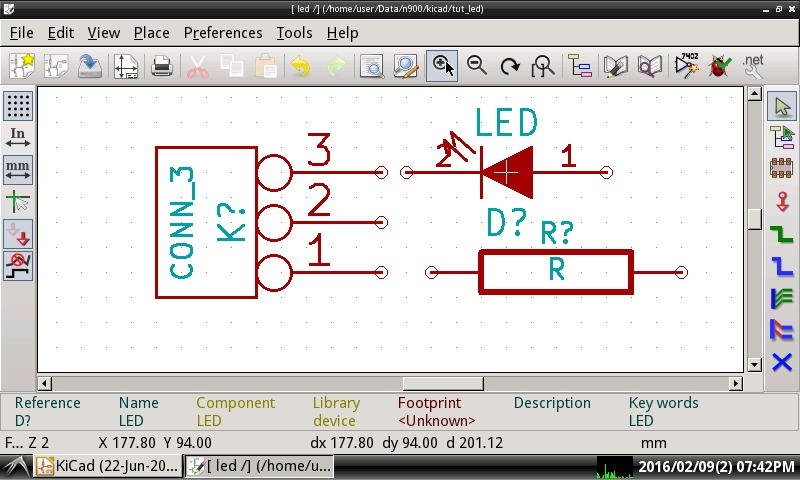 [ led /] (/home/user/Data/n900/kicad/tut_led)
File Edit View Place Preferences Tools Help
7402
.net
In
mm
LED
3
2
1
CONN_3
K?
2
1
D?
R?
R
Reference Name Component Library Footprint Description Key words
D? LED LED device <Unknown> LED
F... Z 2 X 177.80 Y 94.00 dx 177.80 dy 94.00 d 201.12 mm
KiCad (22-Jun-20... [ led /] (/home/u... 2016/02/09(2) 07:42PM